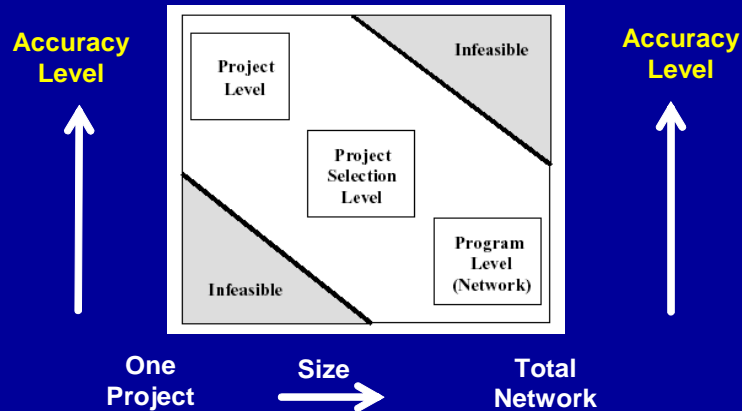 Accuracy
Level
Project
Level
Infeasible
Accuracy
Level
Project
Selection
Level
Program
Level
(Network)
Infeasible
One
Project
Size
Total
Network